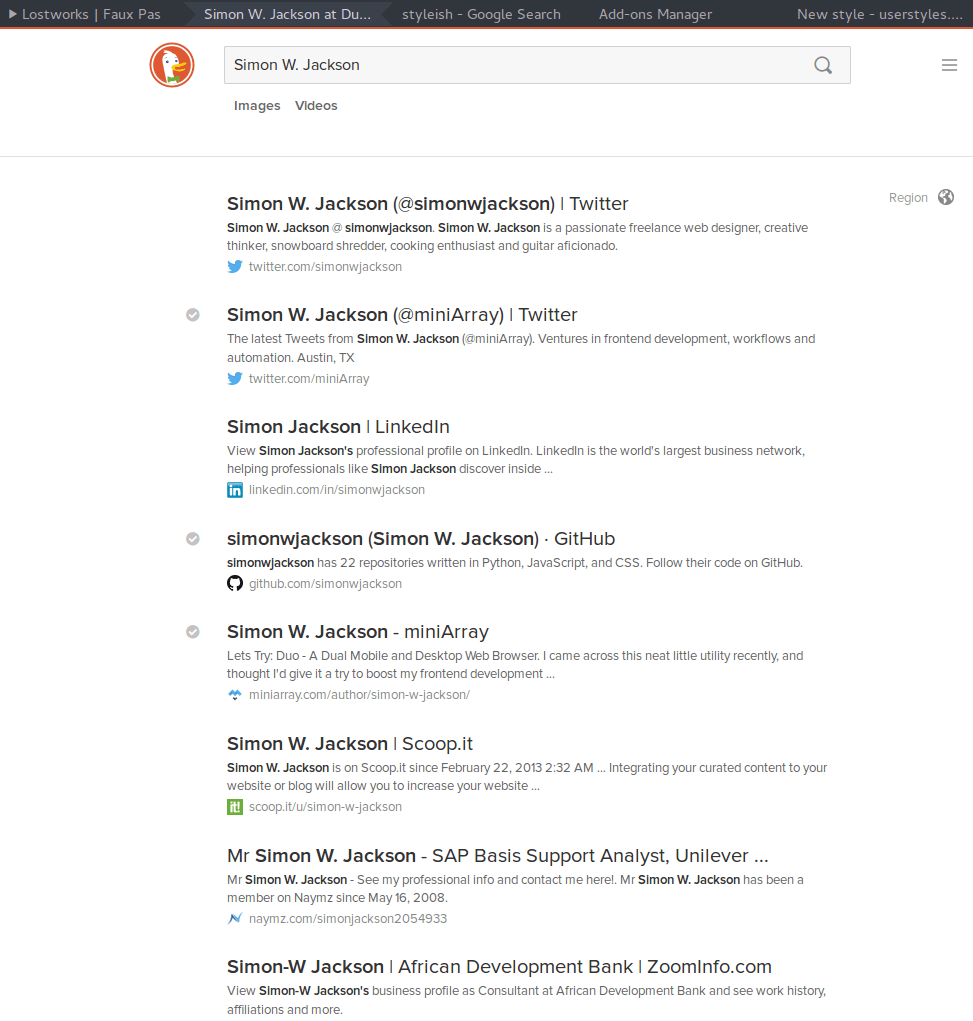 Lostworks | Faux Pas
Simon W. Jackson at Du...
styleish - Google Search
Add-ons Manager
New style - userstyles....
Simon W. Jackson
Images Videos
Region
Simon W. Jackson (@simonwjackson) | Twitter
Simon W. Jackson @ simonwjackson. Simon W. Jackson is a passionate freelance web designer, creative
thinker, snowboard shredder, cooking enthusiast and guitar aficionado.
twitter.com/simonwjackson
Simon W. Jackson (@miniArray) | Twitter
The latest Tweets from Simon W. Jackson (@miniArray). Ventures in frontend development, workflows and
automation. Austin, TX
twitter.com/miniArray
Simon Jackson | LinkedIn
View Simon Jackson's professional profile on LinkedIn. LinkedIn is the world's largest business network,
helping professionals like Simon Jackson discover inside ...
in linkedin.com/in/simonwjackson
simonwjackson (Simon W. Jackson) · GitHub
simonwjackson has 22 repositories written in Python, JavaScript, and CSS. Follow their code on GitHub.
github.com/simonwjackson
Simon W. Jackson - miniArray
Lets Try: Duo - A Dual Mobile and Desktop Web Browser. I came across this neat little utility recently, and
thought I'd give it a try to boost my frontend development ...
miniarray.com/author/simon-w-jackson/
Simon W. Jackson | Scoop.it
Simon W. Jackson is on Scoop.it since February 22, 2013 2:32 AM ... Integrating your curated content to your
website or blog will allow you to increase your website ...
it! scoop.it/u/simon-w-jackson
Mr Simon W. Jackson - SAP Basis Support Analyst, Unilever ...
Mr Simon W. Jackson - See my professional info and contact me here!. Mr Simon W. Jackson has been a
member on Naymz since May 16, 2008.
naymz.com/simonjackson2054933
Simon-W Jackson | African Development Bank | ZoomInfo.com
View Simon-W Jackson's business profile as Consultant at African Development Bank and see work history,
affiliations and more.